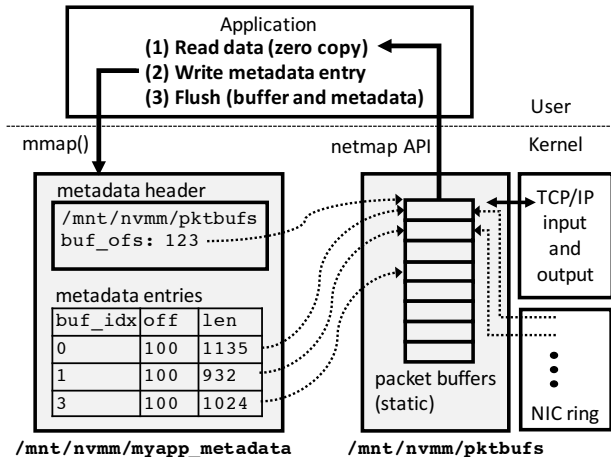 Application
(1) Read data (zero copy)
(2) Write metadata entry
(3) Flush (buffer and metadata)
User
mmap()
netmap API
Kernel
metadata header
/mnt/nvmm/pktbufs
buf_ofs: 123
metadata entries
buf_idx off len
0 100 1135
1 100 932
3 100 1024
packet buffers
(static)
TCP/IP
input
and
output
NIC ring
/mnt/nvmm/myapp_metadata
/mnt/nvmm/pktbufs